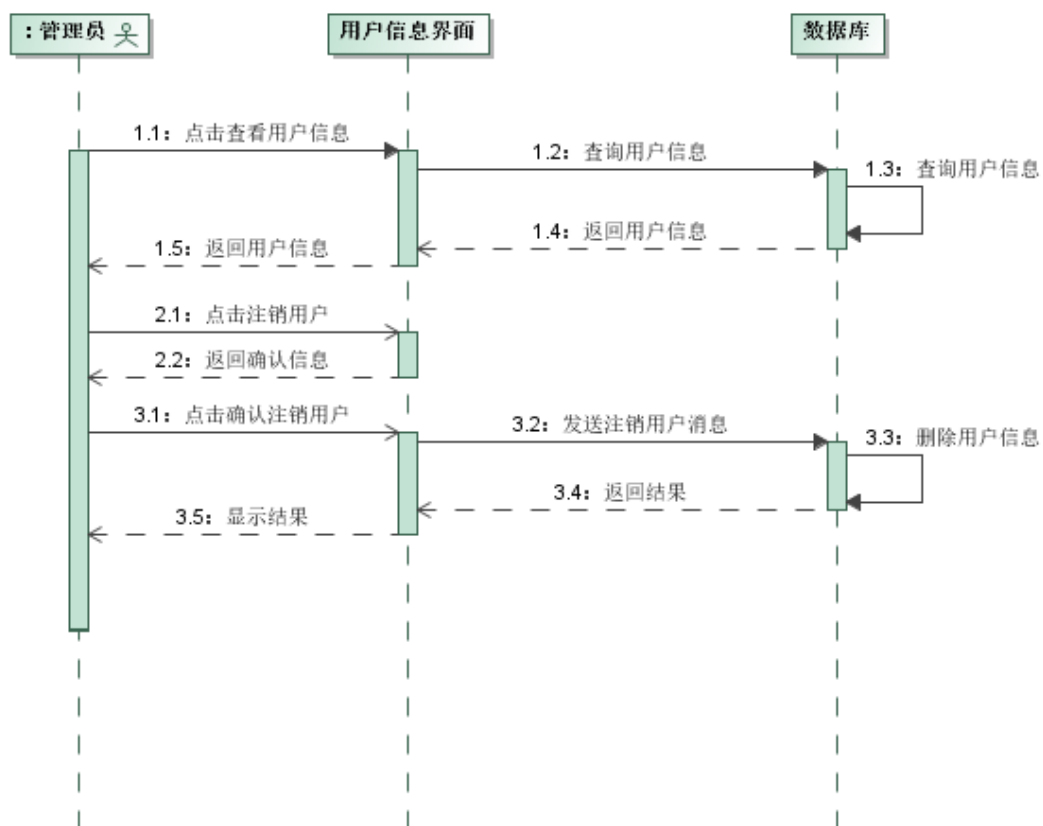 ：管理员
用户信息界面
数据库
1.1：点击查看用户信息
1.2：查询用户信息
1.3：查询用户信息
1.4：返回用户信息
1.5：返回用户信息
2.1：点击注销用户
2.2：返回确认信息
3.1：点击确认注销用户
3.2：发送注销用户消息
3.3：删除用户信息
3.4：返回结果
3.5：显示结果